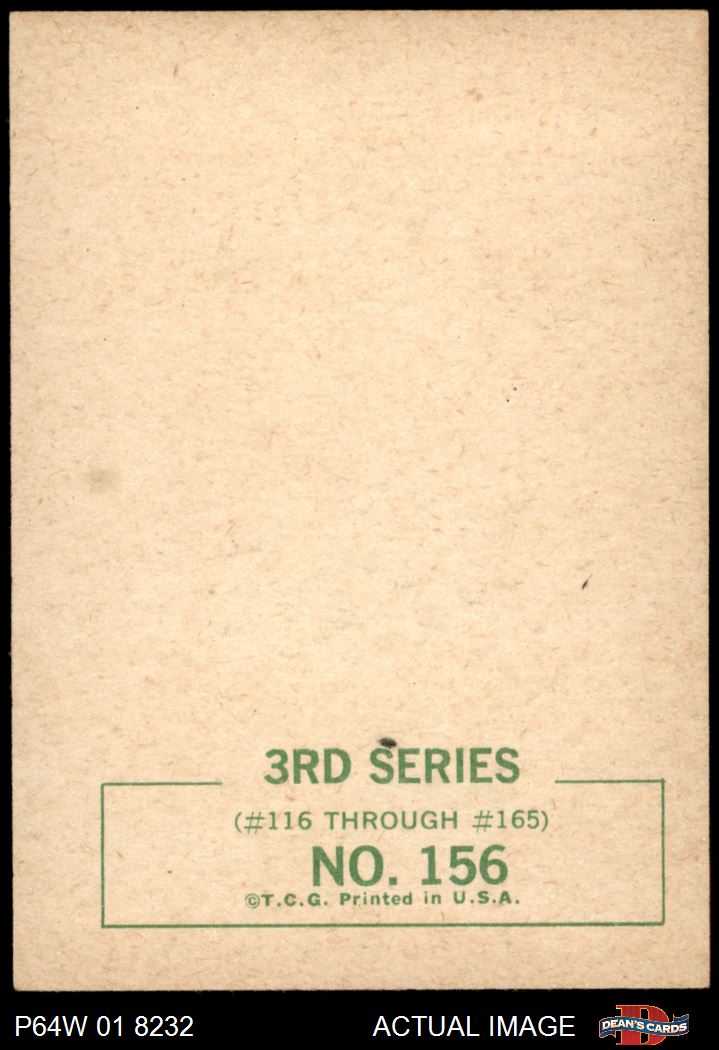 3RD SERIES
(#116 THROUGH #165)
NO. 156
©T.C.G. Printed in U.S.A.
P64W 01 8232
ACTUAL IMAGE
DEAN'S CARDS